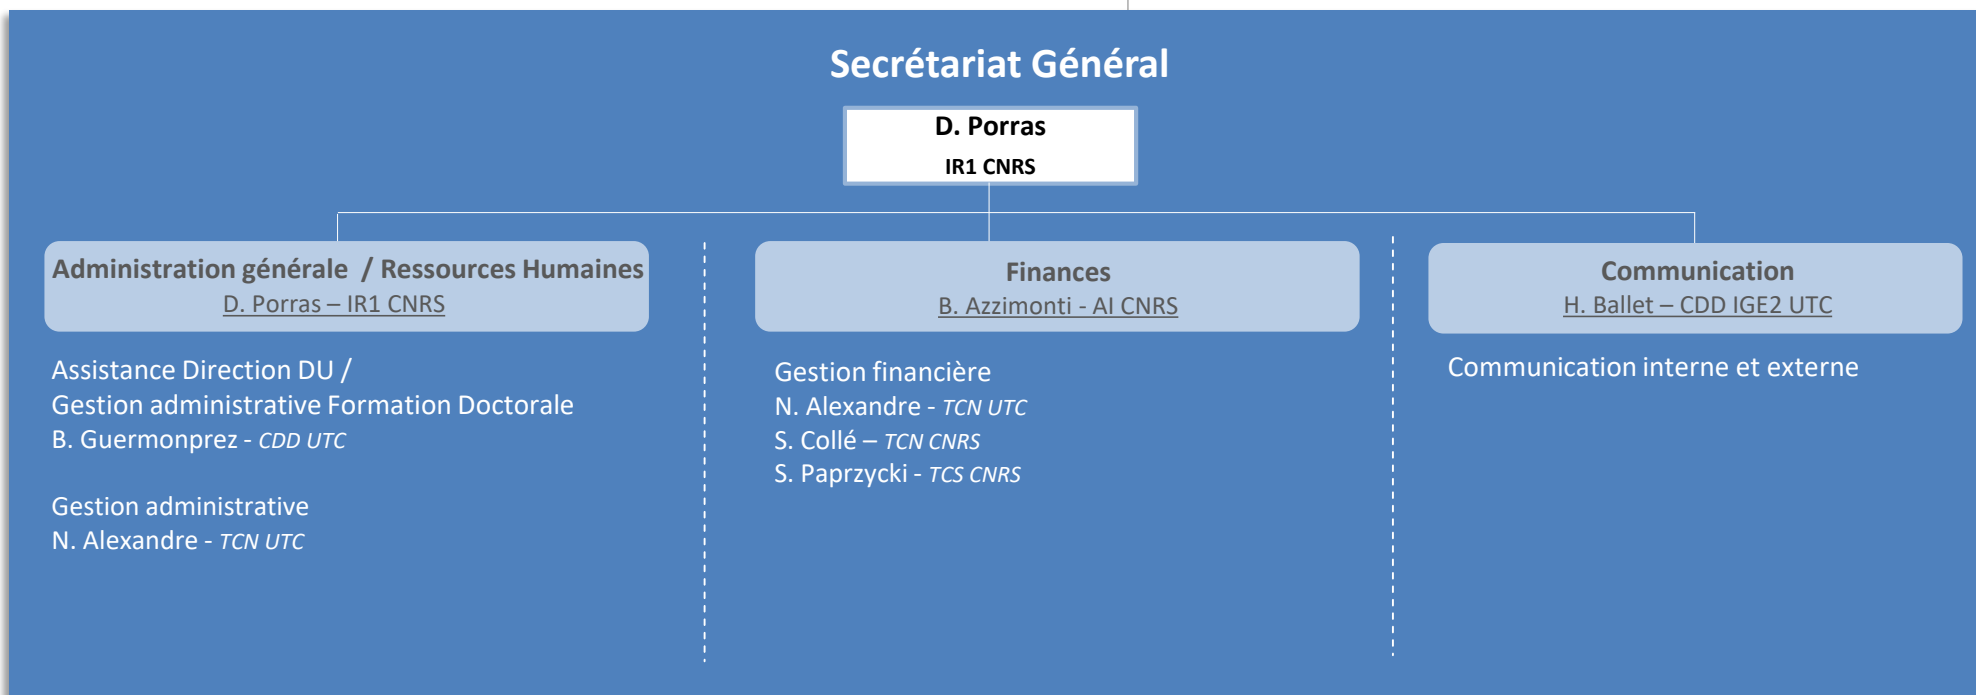 Secrétariat Général
D. Porras
IR1 CNRS
Administration générale / Ressources Humaines
D. Porras – IR1 CNRS
Assistance Direction DU /
Gestion administrative Formation Doctorale
B. Guermonprez - CDD UTC
Gestion administrative
N. Alexandre - TCN UTC
Finances
B. Azzimonti - AI CNRS
Gestion financière
N. Alexandre - TCN UTC
S. Collé – TCN CNRS
S. Paprzycki - TCS CNRS
Communication
H. Ballet – CDD IGE2 UTC
Communication interne et externe